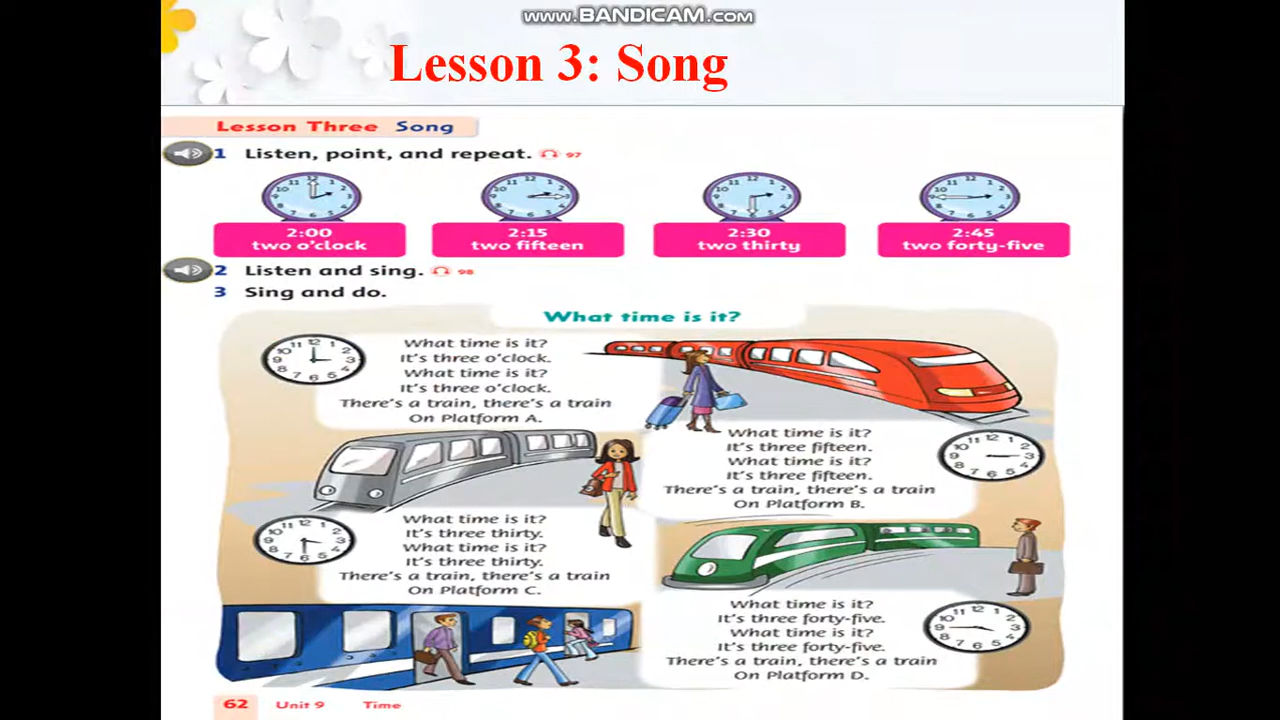 www.BANDICAM.com
Lesson 3: Song
Lesson Three Song
1 Listen, point, and repeat. 97
2:00
two o'clock
2:15
two fifteen
2:30
two thirty
2:45
two forty-five
2 Listen and sing. 98
3 Sing and do.
What time is it?
What time is it?
It's three o'clock.
What time is it?
It's three o'clock.
There's a train, there's a train
On Platform A.
What time is it?
It's three fifteen.
What time is it?
It's three fifteen.
There's a train, there's a train
On Platform B.
What time is it?
It's three thirty.
What time is it?
It's three thirty.
There's a train, there's a train
On Platform C.
What time is it?
It's three forty-five.
What time is it?
It's three forty-five.
There's a train, there's a train
On Platform D.
62 Unit 9 Time